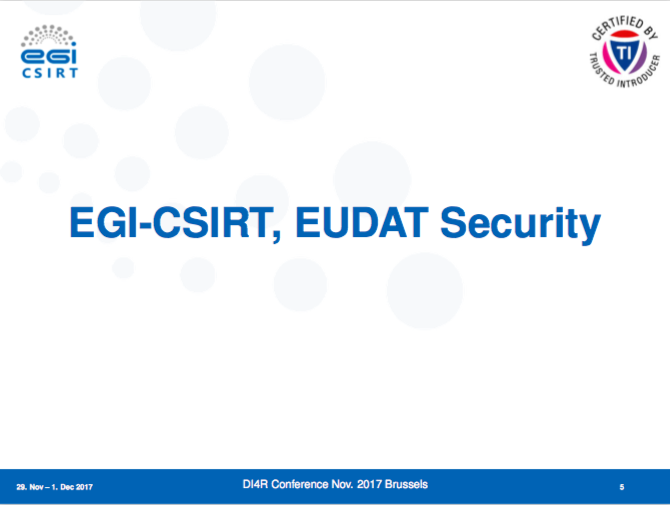 egi
CSIRT
CERTIFIED BY
TI
TRUSTED INTRODUCER
EGI-CSIRT, EUDAT Security
29. Nov – 1. Dec 2017
DI4R Conference Nov. 2017 Brussels
5